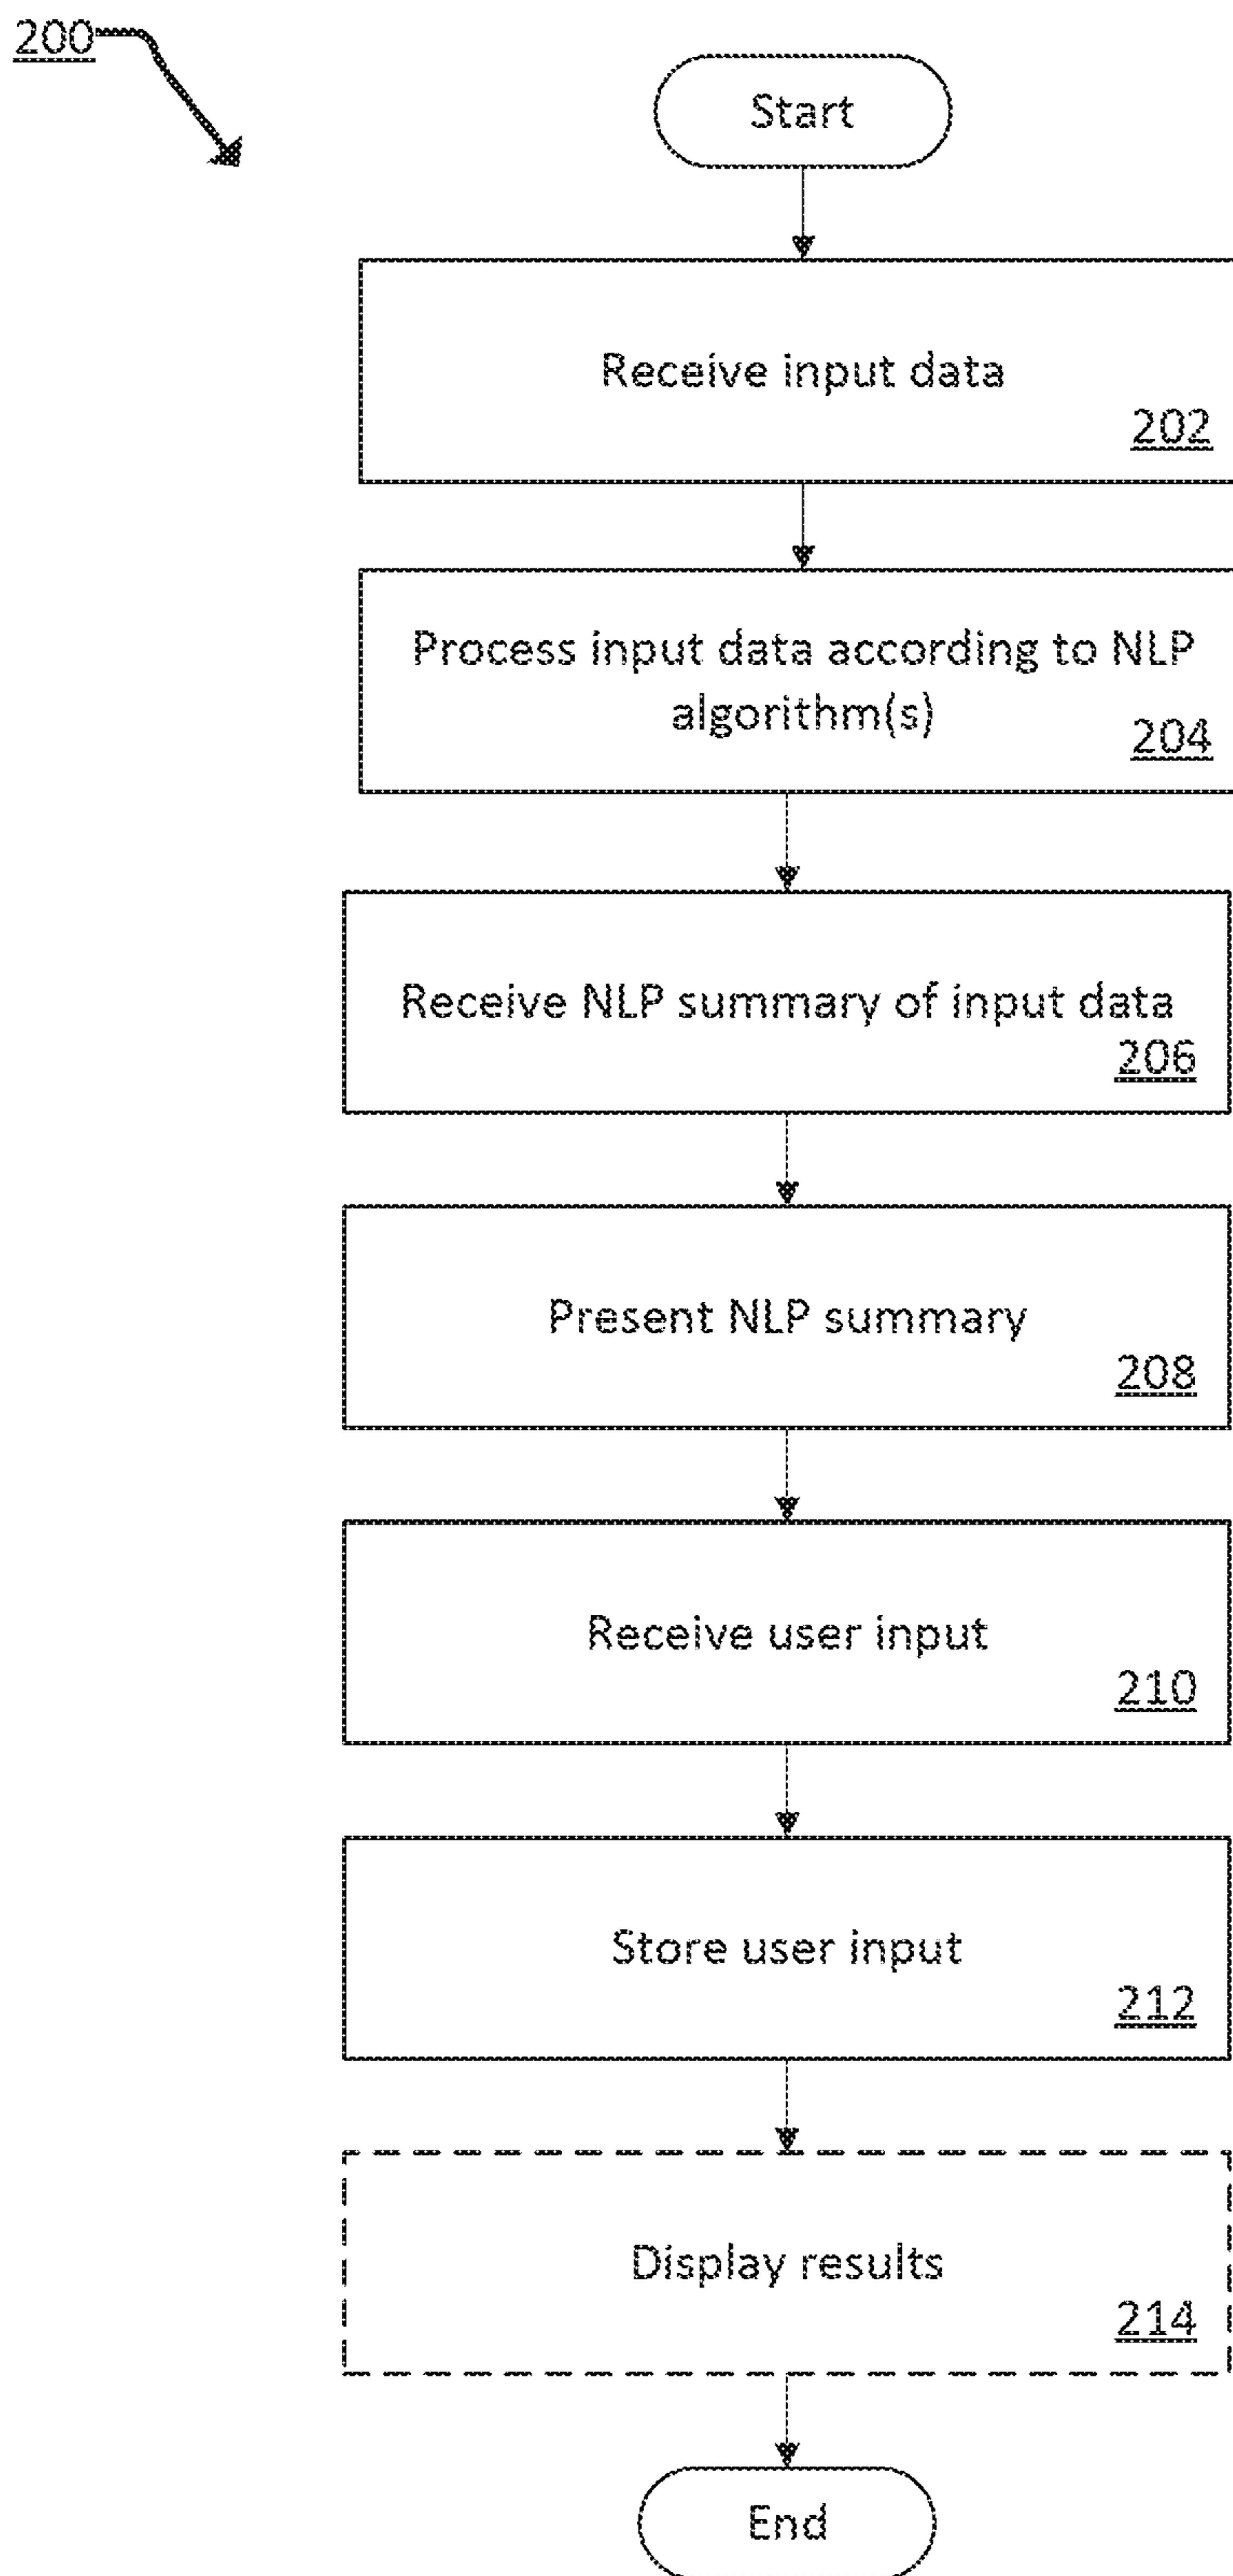 200
Start
Receive input data
202
Process input data according to NLP
algorithm(s)
204
Receive NLP summary of input data
206
Present NLP summary
208
Receive user input
210
Store user input
212
Display results
214
End